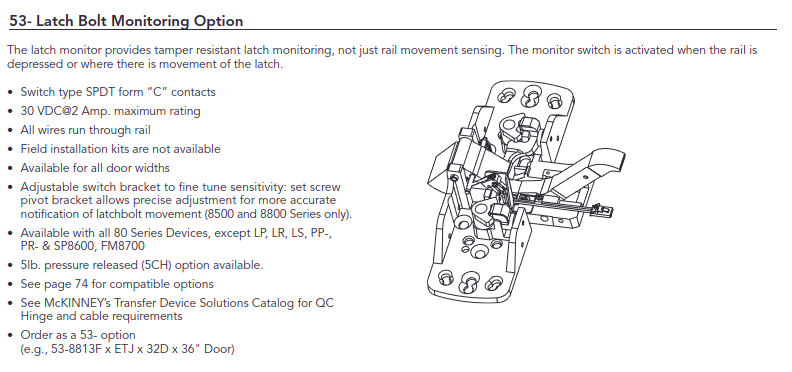 53- Latch Bolt Monitoring Option
The latch monitor provides tamper resistant latch monitoring, not just rail movement sensing. The monitor switch is activated when the rail is
depressed or where there is movement of the latch.
• Switch type SPDT form “C” contacts
• 30 VDC@2 Amp. maximum rating
• All wires run through rail
• Field installation kits are not available
• Available for all door widths
• Adjustable switch bracket to fine tune sensitivity: set screw
pivot bracket allows precise adjustment for more accurate
notification of latchbolt movement (8500 and 8800 Series only).
• Available with all 80 Series Devices, except LP, LR, LS, PP-,
PR- & SP8600, FM8700
• 5lb. pressure released (5CH) option available.
• See page 74 for compatible options
• See McKINNEY’s Transfer Device Solutions Catalog for QC
Hinge and cable requirements
• Order as a 53- option
(e.g., 53-8813F x ETJ x 32D x 36" Door)